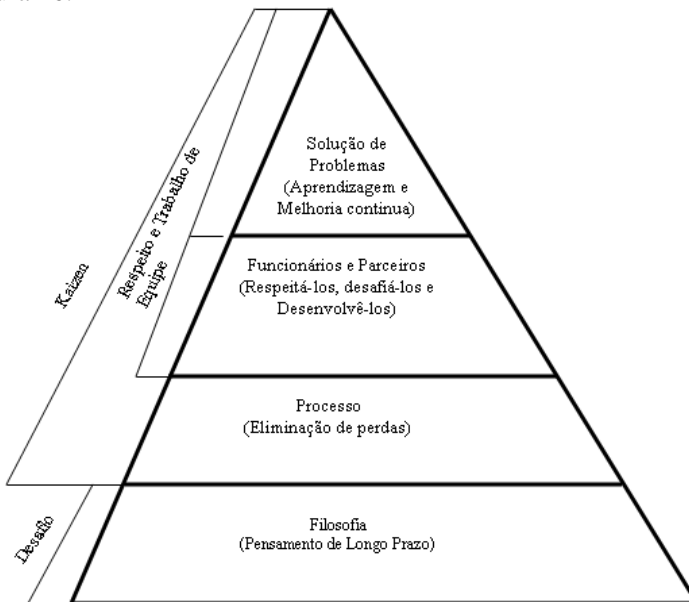 Solução de
Problemas
(Aprendizagem e
Melhoria continua)
Funcionários e Parceiros
(Respeitá-los, desafiá-los e
Desenvolvê-los)
Processo
(Eliminação de perdas)
Filosofia
(Pensamento de Longo Prazo)
Kaizen
Respeito e Trabalho de
Equipe
Desafio